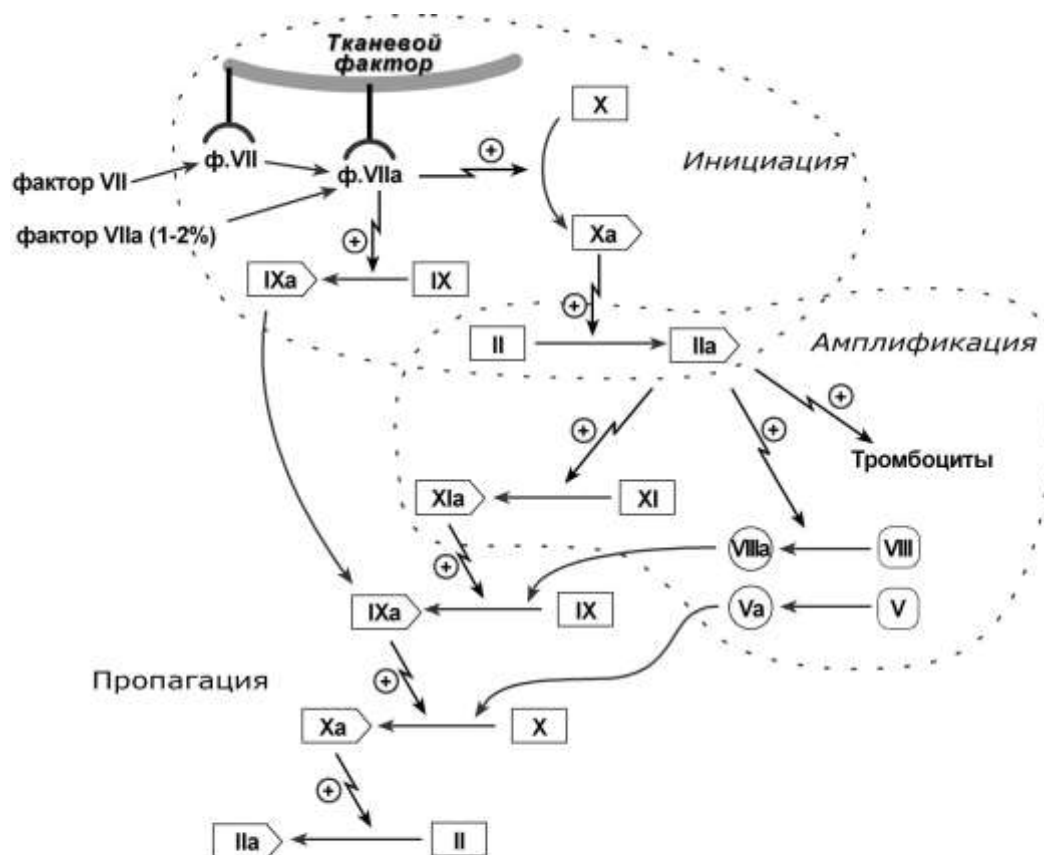 Тканевой
фактор
X
Инициация
ф.VII
ф.VIIa
фактор VII
фактор VIIa (1-2%)
Xa
IXa
IX
II
IIa
Амплификация
Тромбоциты
XIa
XI
VIIIa
VIII
IXa
IX
Va
V
Пропагация
Xa
X
IIa
II
+
+
+
+
+
+
+
+
+